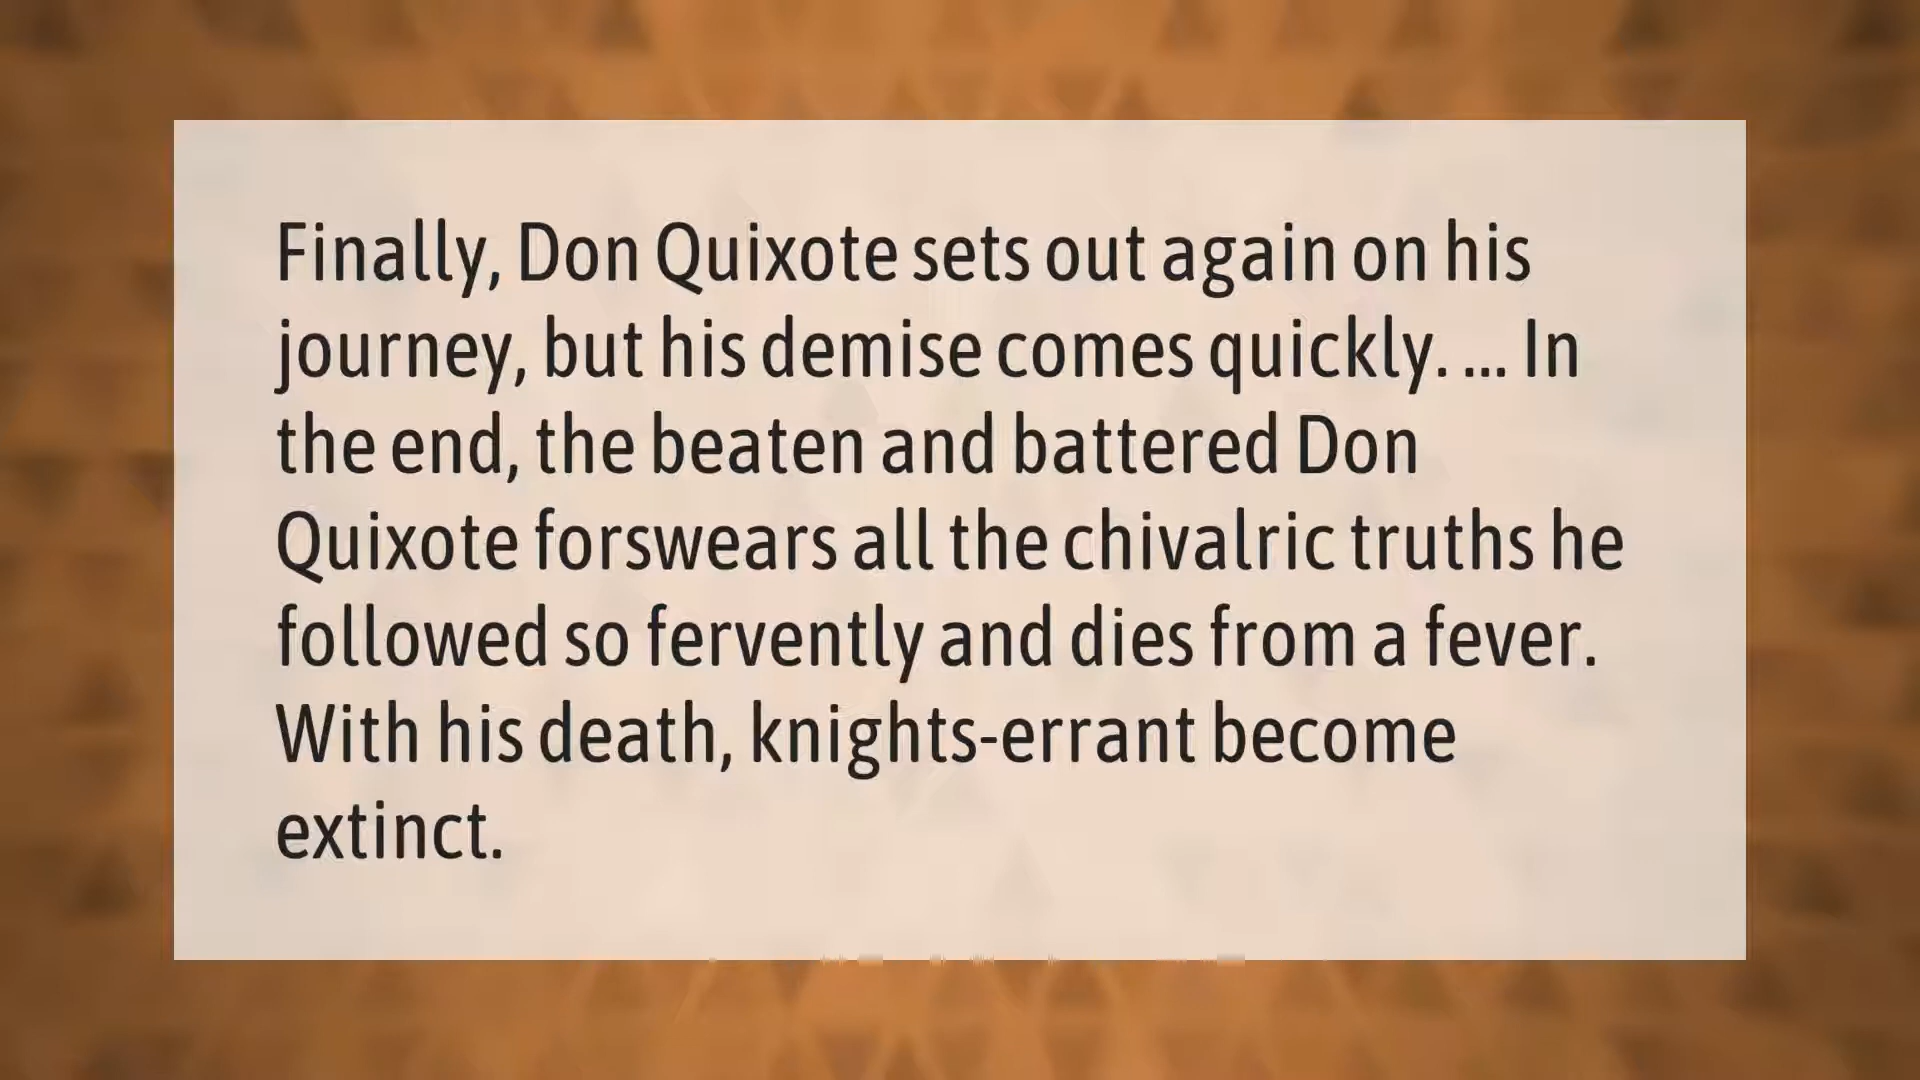 Finally, Don Quixote sets out again on his
journey, but his demise comes quickly. ... In
the end, the beaten and battered Don
Quixote forswears all the chivalric truths he
followed so fervently and dies from a fever.
With his death, knights-errant become
extinct.